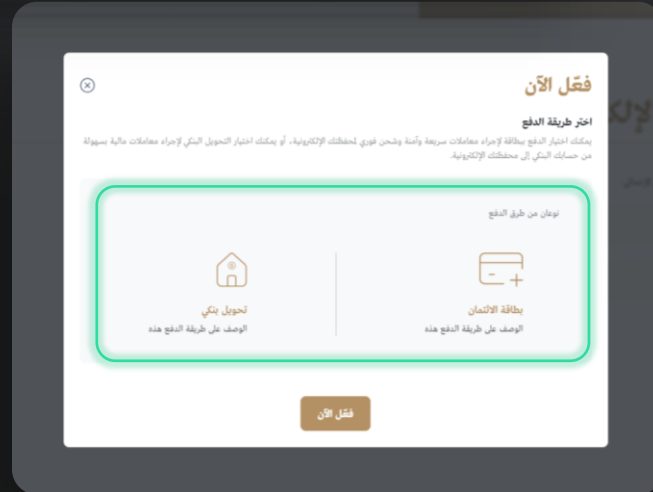 فعّل الآن
اختر طريقة الدفع
يمكنك اختيار الدفع ببطاقة لإجراء معاملات سريعة وآمنة وشحن فوري لمحفظتك الإلكترونية، أو يمكنك اختيار التحويل البنكي لإجراء معاملات مالية بسهولة
من حسابك البنكي إلى محفظتك الإلكترونية.
نوعان من طرق الدفع
بطاقة الائتمان
الوصف على طريقة الدفع هذه
تحويل بنكي
الوصف على طريقة الدفع هذه
فعّل الآن